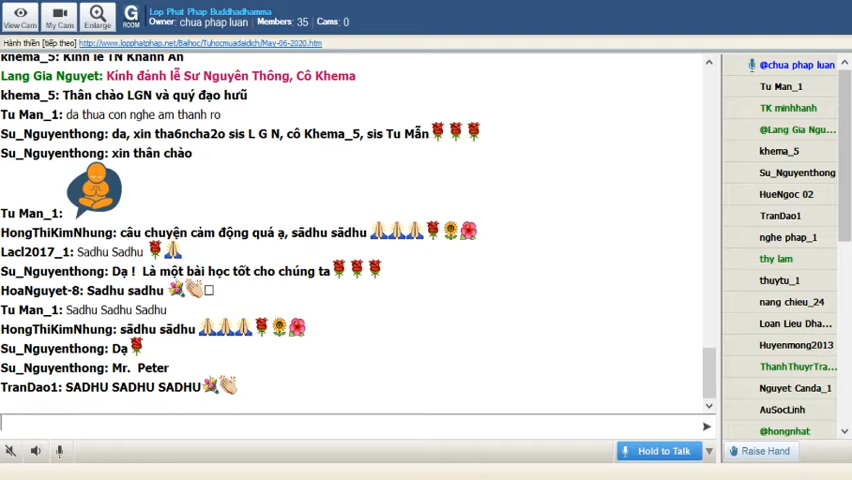 View Cam
My Cam
Enlarge
G
ROOM
Lop Phat Phap Buddhadhamma
Owner: chua phap luan Members: 35 Cams: 0
Hành thiền [tiếp theo] http://www.lopphatphap.net/Baihoc/Tuhocmuadaidich/May-06-2020.htm
khema_5: Kính lễ TN Khánh An
Lang Gia Nguyet: Kính đảnh lễ Sư Nguyên Thông, Cô Khema
khema_5: Thân chào LGN và quý đạo hữũ
Tu Man_1: da thua con nghe am thanh ro
Su_Nguyenthong: da, xin tha6ncha2o sis L G N, cô Khema_5, sis Tu Mẫn🌹🌹🌹
Su_Nguyenthong: xin thân chào
Tu Man_1:
HongThiKimNhung: câu chuyện cảm động quá ạ, sādhu sādhu 🙏🙏🙏🌹🌻🌺
Lacl2017_1: Sadhu Sadhu 🌹🙏
Su_Nguyenthong: Dạ ! Là một bài học tốt cho chúng ta🌹🌹🌹
HoaNguyet-8: Sadhu sadhu 💐👏□
Tu Man_1: Sadhu Sadhu Sadhu
HongThiKimNhung: sādhu sādhu 🙏🙏🙏🌹🌻🌺
Su_Nguyenthong: Dạ🌹
Su_Nguyenthong: Mr. Peter
TranDao1: SADHU SADHU SADHU💐👏
@chua phap luan
Tu Man_1
TK minhhanh
@Lang Gia Ngu...
khema_5
Su_Nguyenthong
HueNgoc 02
TranDao1
nghe phap_1
thy lam
thuytu_1
nang chieu_24
Loan Lieu Dha...
Huyenmong2013
ThanhThuyrTra...
Nguyet Canda_1
AuSocLinh
@hongnhat
Hold to Talk
Raise Hand